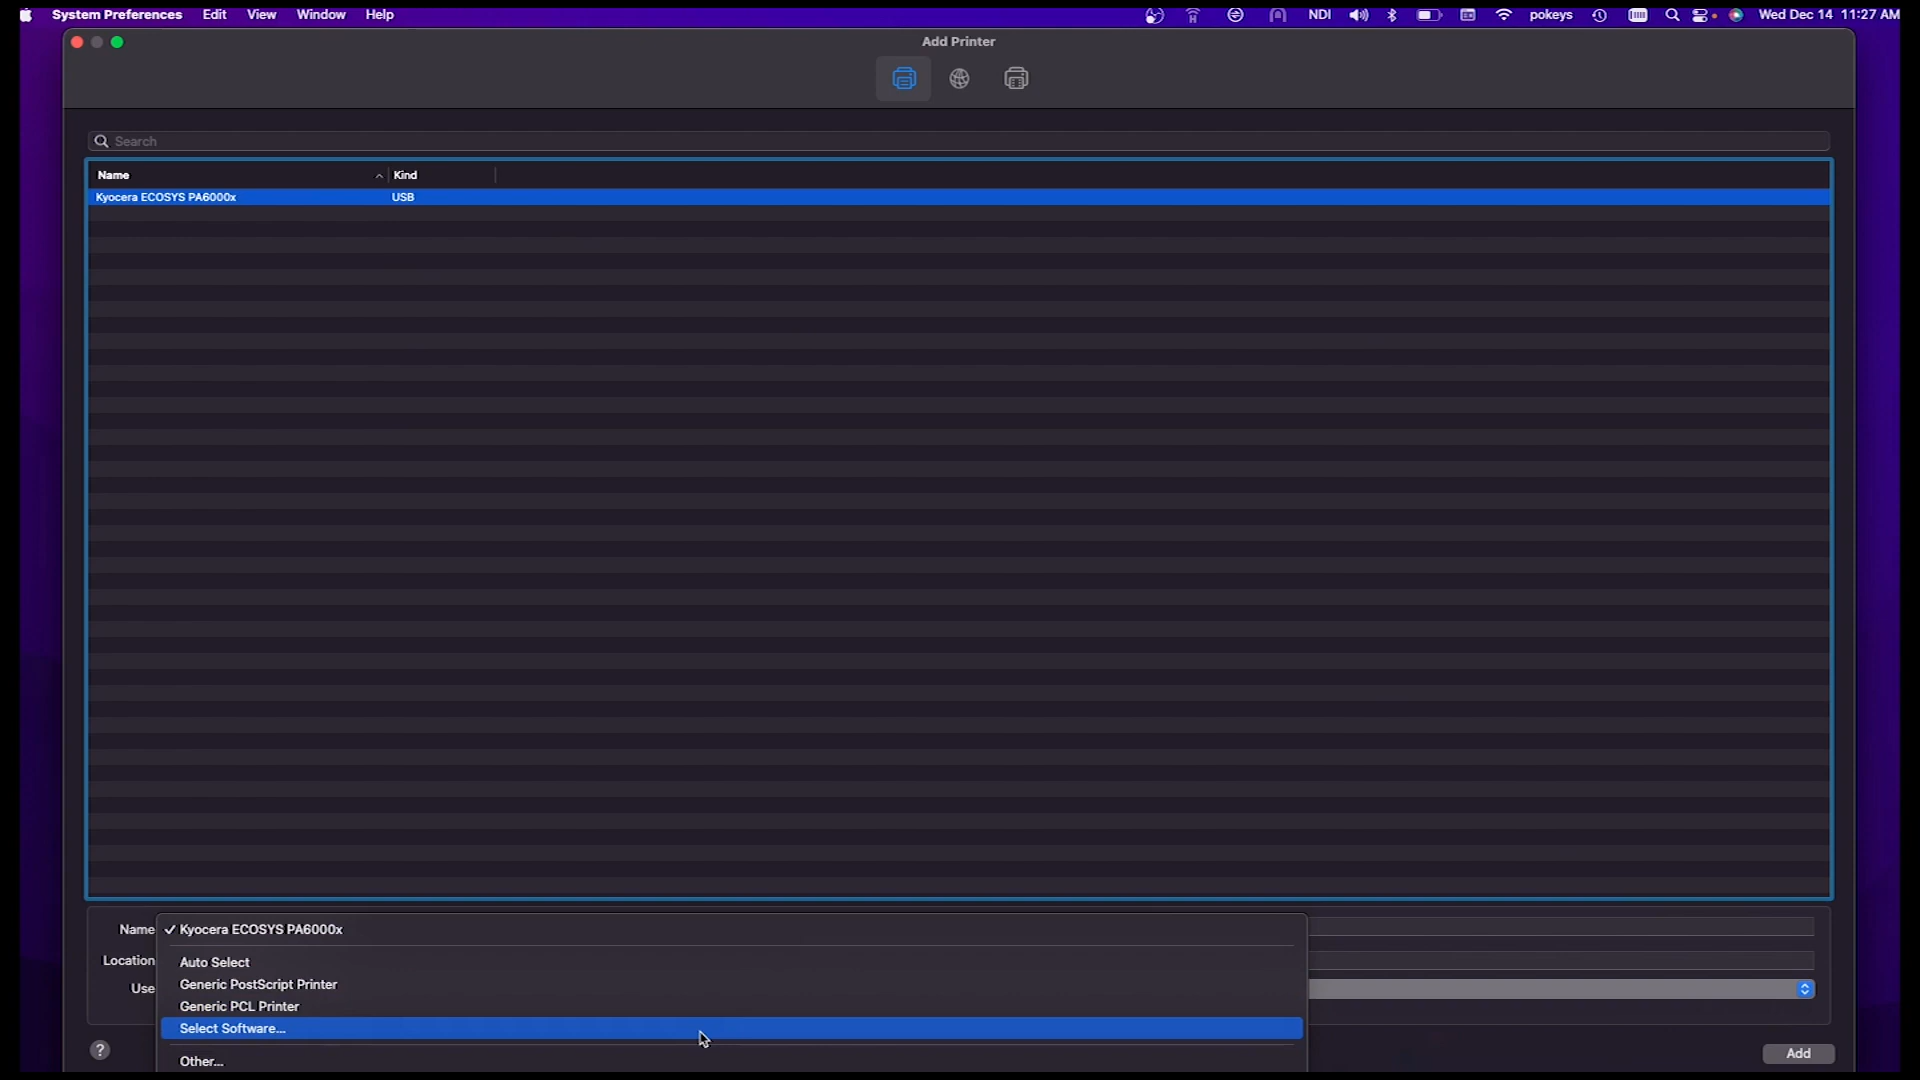 System Preferences Edit View Window Help NDI pokeys Wed Dec 14 11:27 AM
Add Printer
Search
Name Kind
Kyocera ECOSYS PA6000x USB
Name ✓ Kyocera ECOSYS PA6000x
Location Auto Select
Use Generic PostScript Printer
Generic PCL Printer
Select Software...
? Other... Add